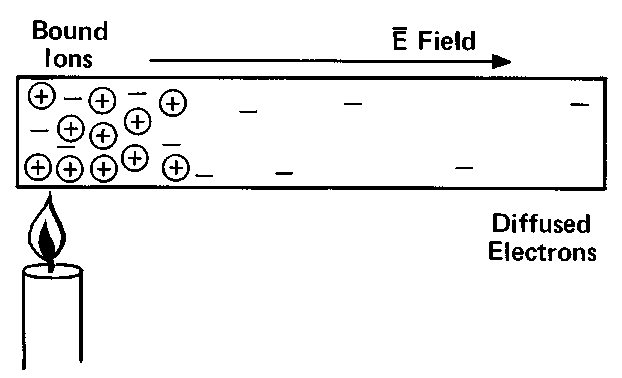 Bound
Ions
E̅ Field
Diffused
Electrons